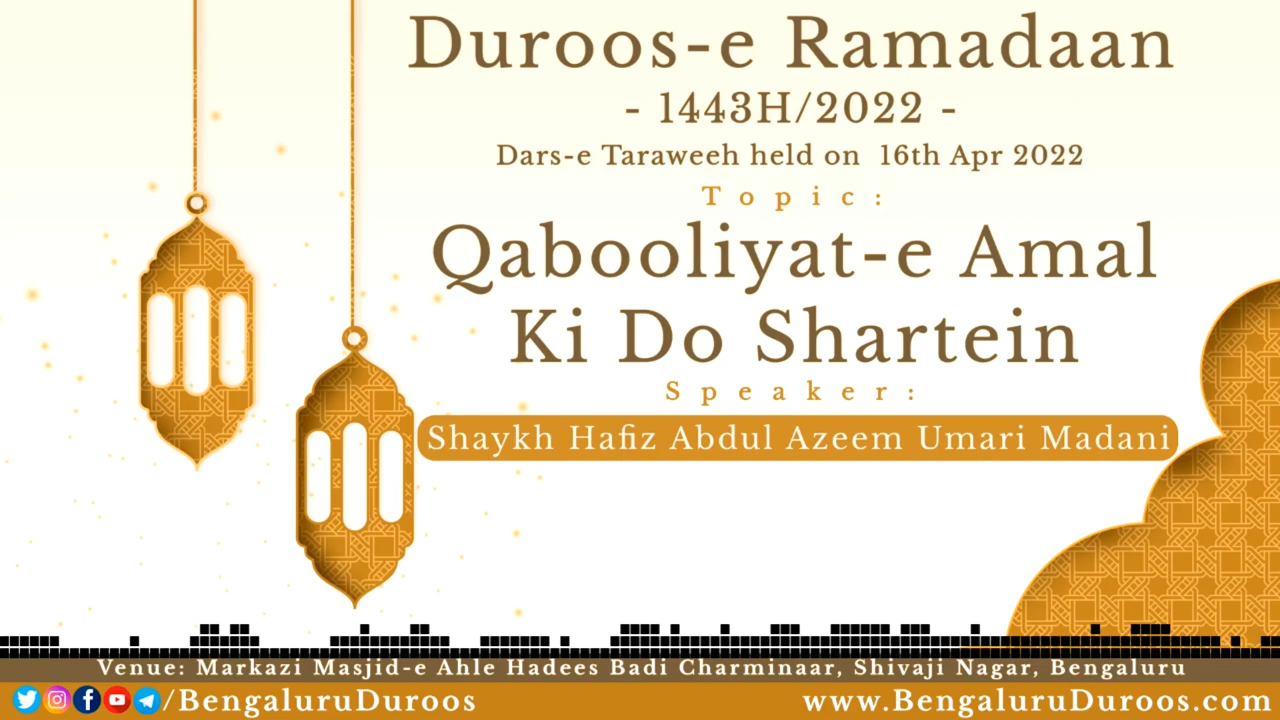 Duroos-e Ramadaan
- 1443H/2022 -
Dars-e Taraweeh held on 16th Apr 2022
Topic:
Qabooliyat-e Amal
Ki Do Shartein
Speaker:
Shaykh Hafiz Abdul Azeem Umari Madani
Venue: Markazi Masjid-e Ahle Hadees Badi Charminaar, Shivaji Nagar, Bengaluru
/BengaluruDuroos
www.BengaluruDuroos.com